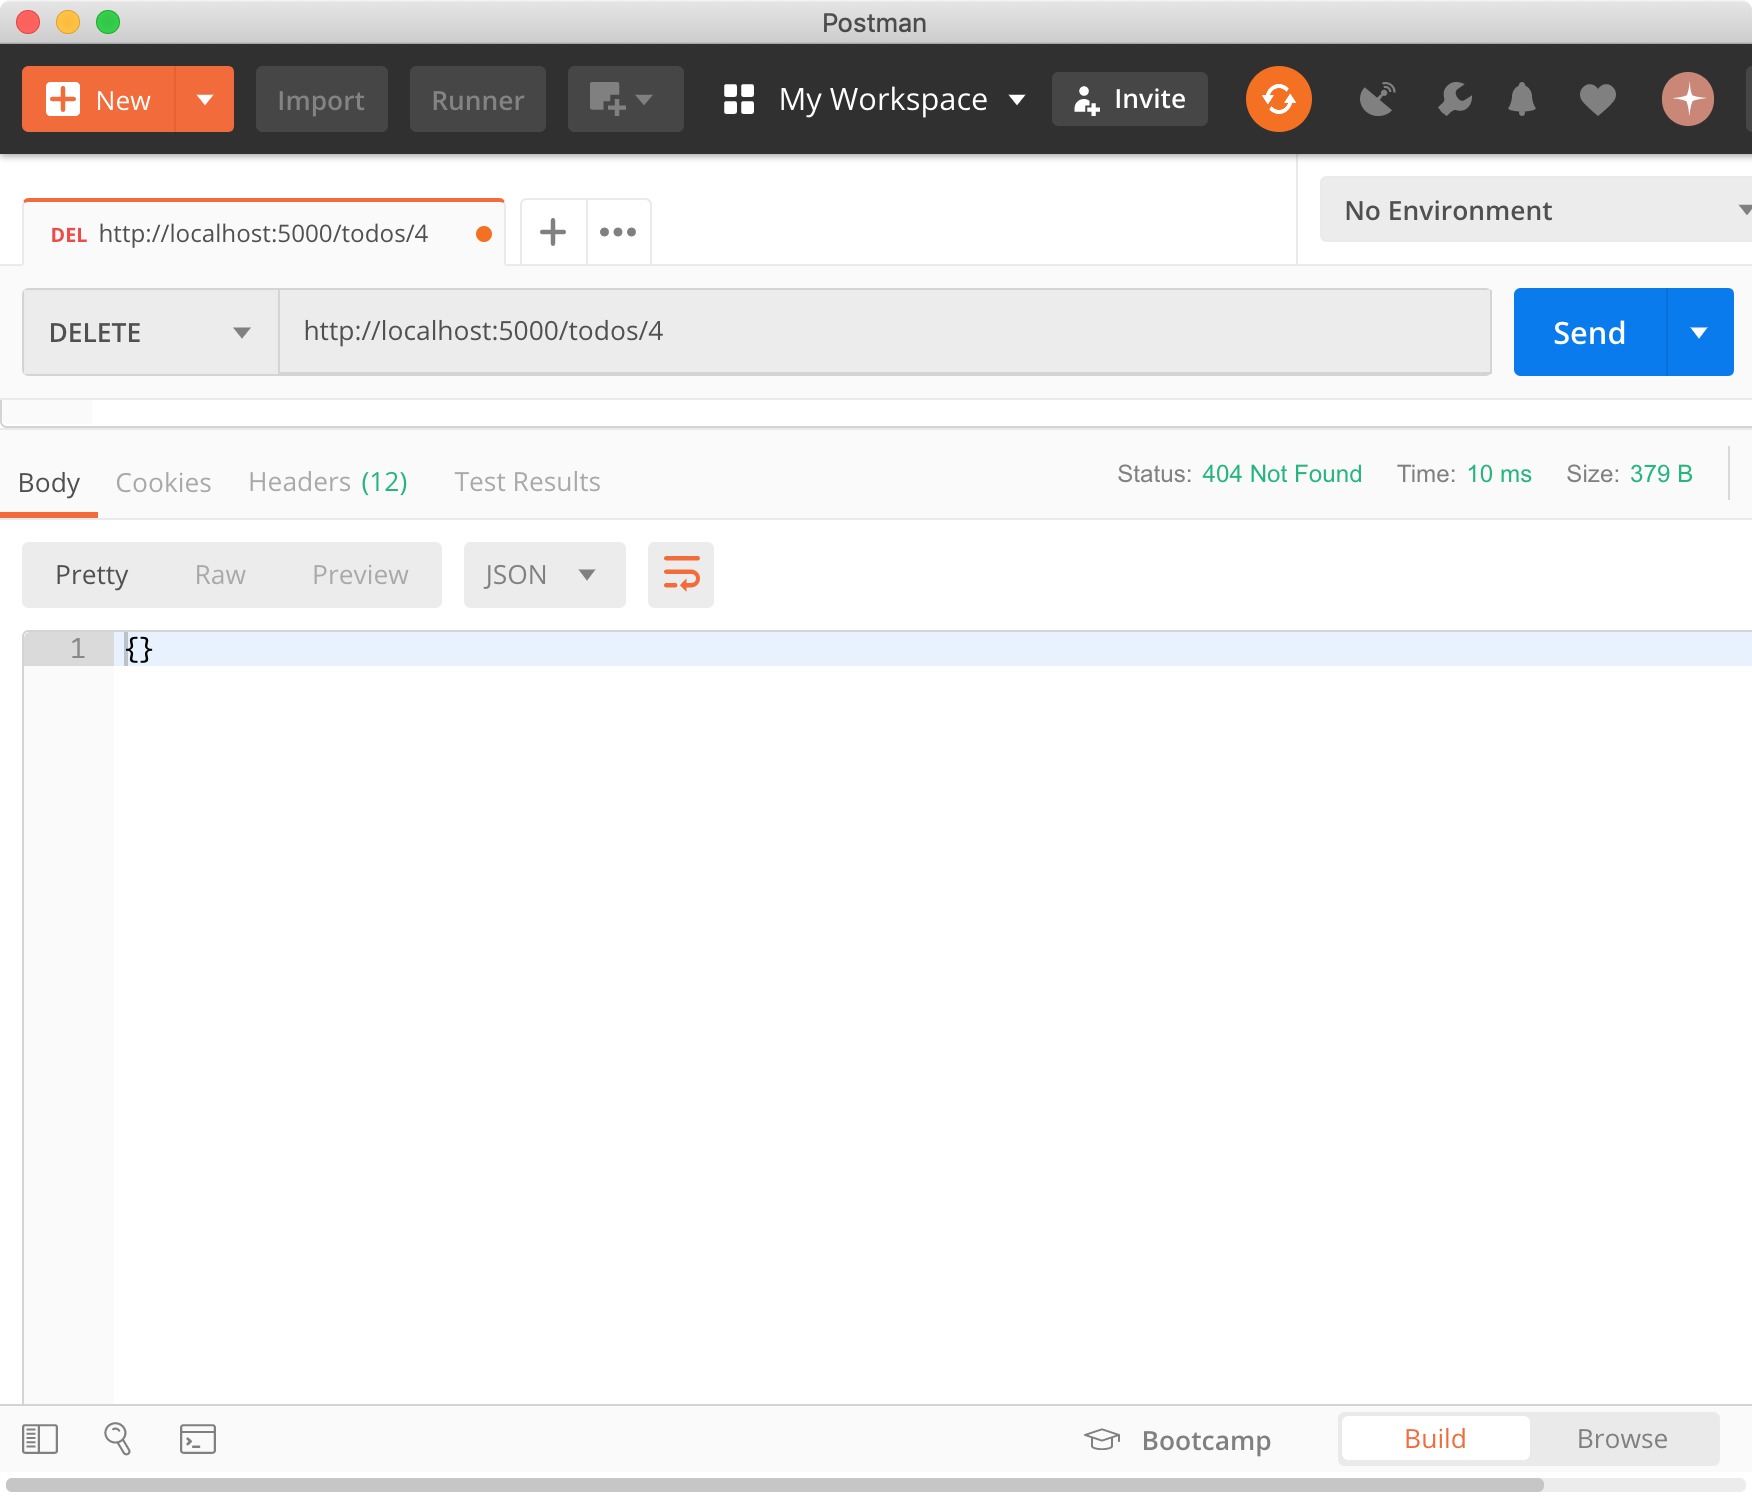 Postman
New Import Runner My Workspace Invite
DEL http://localhost:5000/todos/4 No Environment
DELETE http://localhost:5000/todos/4 Send
Body Cookies Headers (12) Test Results Status: 404 Not Found Time: 10 ms Size: 379 B
Pretty Raw Preview JSON
1 {}
Bootcamp Build Browse